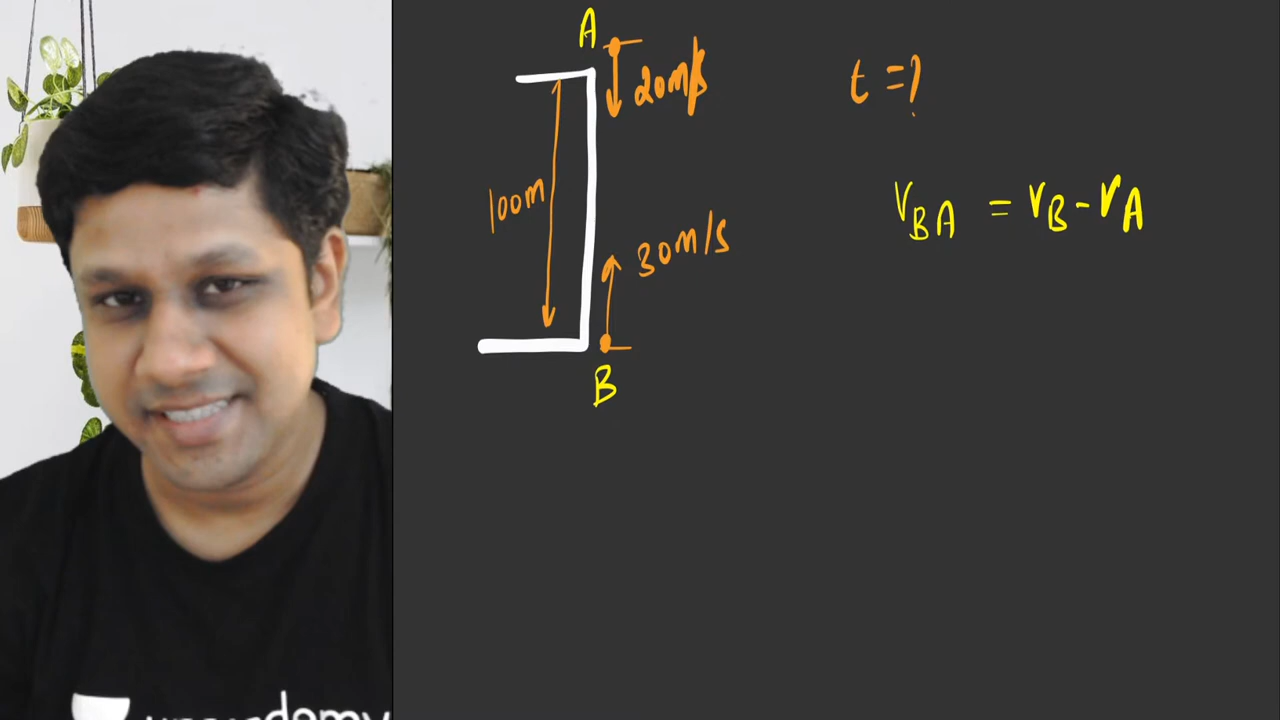 A
20m/s
t = ?
100m
V_BA = V_B - V_A
30m/s
B